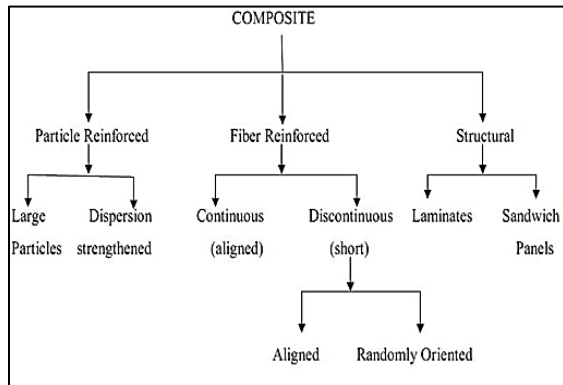 COMPOSITE
Particle Reinforced
Fiber Reinforced
Structural
Large
Particles
Dispersion
strengthened
Continuous
(aligned)
Discontinuous
(short)
Laminates
Sandwich
Panels
Aligned
Randomly Oriented